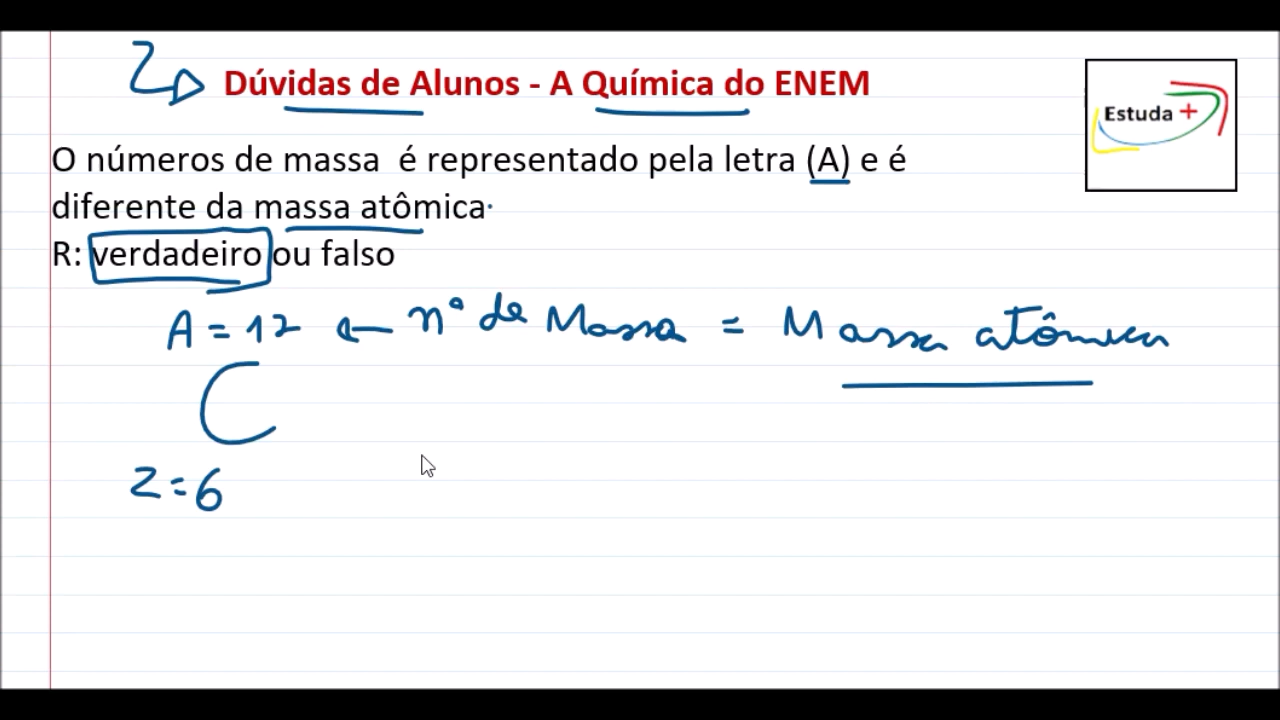 Dúvidas de Alunos - A Química do ENEM
Estuda +
O números de massa é representado pela letra (A) e é
diferente da massa atômica.
R: verdadeiro ou falso
A = 12 ← nº de Massa = Massa atômica
C
Z = 6